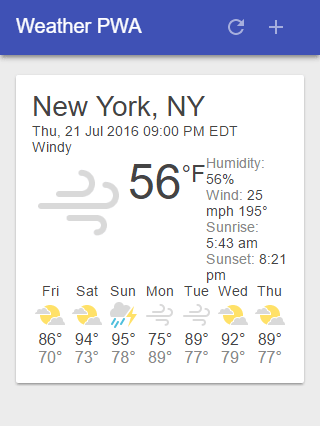 Weather PWA
New York, NY
Thu, 21 Jul 2016 09:00 PM EDT
Windy
56°F
Humidity:
56%
Wind: 25
mph 195°
Sunrise:
5:43 am
Sunset: 8:21
pm
Fri Sat Sun Mon Tue Wed Thu
86° 94° 95° 75° 89° 92° 89°
70° 73° 78° 89° 77° 79° 77°